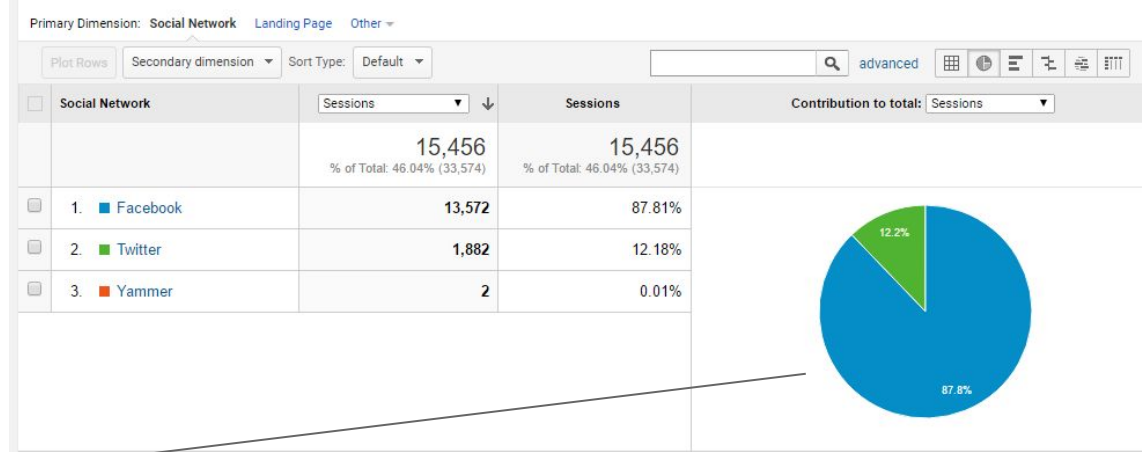 Primary Dimension: Social Network Landing Page Other
Plot Rows Secondary dimension Sort Type: Default advanced
Social Network Sessions Sessions Contribution to total: Sessions
15,456 15,456
% of Total: 46.04% (33,574) % of Total: 46.04% (33,574)
1. Facebook 13,572 87.81%
2. Twitter 1,882 12.18%
3. Yammer 2 0.01%
12.2%
87.8%